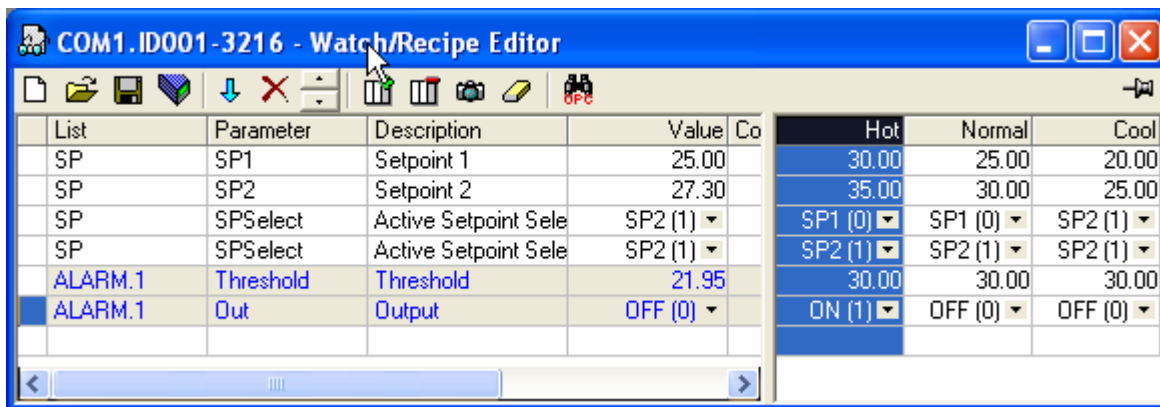 COM1.ID001-3216 - Watch/Recipe Editor
OPC
List Parameter Description Value Co Hot Normal Cool
SP SP1 Setpoint 1 25.00 30.00 25.00 20.00
SP SP2 Setpoint 2 27.30 35.00 30.00 25.00
SP SPSelect Active Setpoint Sele SP2 (1) SP1 (0) SP1 (0) SP2 (1)
SP SPSelect Active Setpoint Sele SP2 (1) SP2 (1) SP2 (1) SP2 (1)
ALARM.1 Threshold Threshold 21.95 30.00 30.00 30.00
ALARM.1 Out Output OFF (0) ON (1) OFF (0) OFF (0)